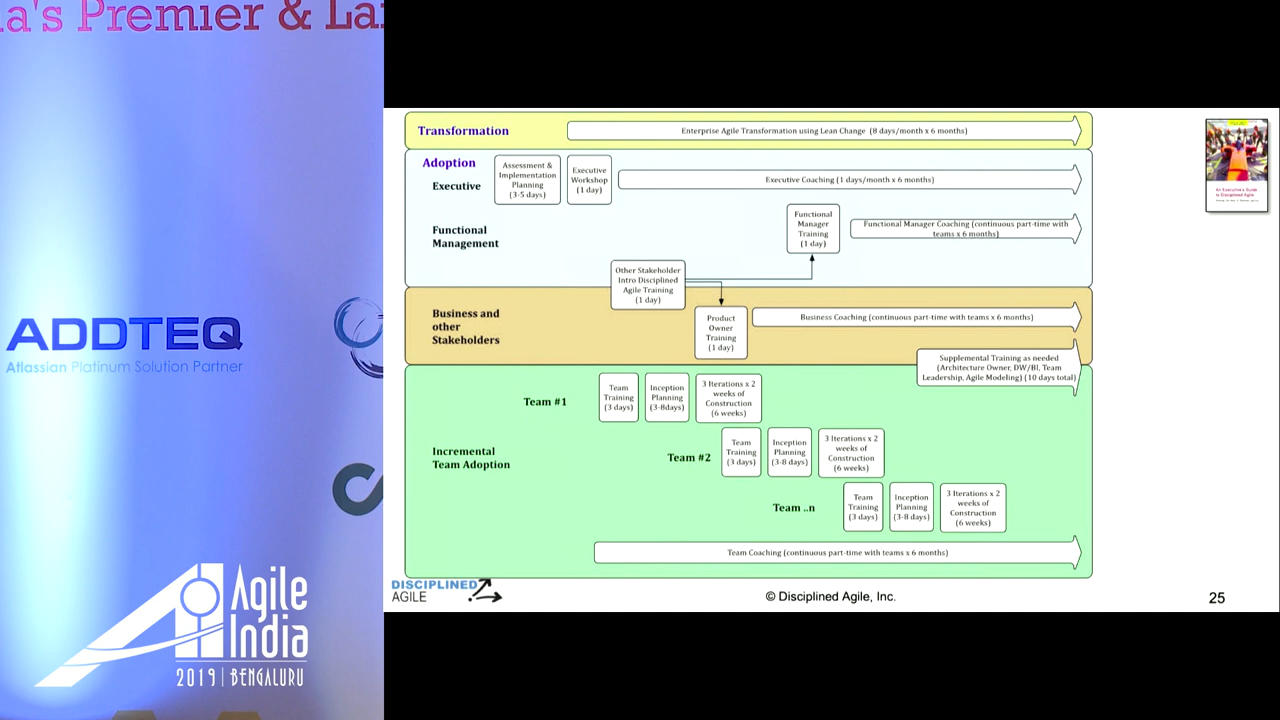 a's Premier & La
ADDTEQ
Atlassian Platinum Solution Partner
Agile
India
2019 | BENGALURU
Transformation
Enterprise Agile Transformation using Lean Change (8 days/month x 6 months)
Adoption
Executive
Assessment &
Implementation
Planning
(3-5 days)
Executive
Workshop
(1 day)
Executive Coaching (1 days/month x 6 months)
Functional
Management
Functional
Manager
Training
(1 day)
Functional Manager Coaching (continuous part-time with
teams x 6 months)
Other Stakeholder
Intro Disciplined
Agile Training
(1 day)
Business and
other
Stakeholders
Product
Owner
Training
(1 day)
Business Coaching (continuous part-time with teams x 6 months)
Supplemental Training as needed
(Architecture Owner, DW/BI, Team
Leadership, Agile Modeling) (10 days total)
Team #1
Team
Training
(3 days)
Inception
Planning
(3-8days)
3 Iterations x 2
weeks of
Construction
(6 weeks)
Incremental
Team Adoption
Team #2
Team
Training
(3 days)
Inception
Planning
(3-8 days)
3 Iterations x 2
weeks of
Construction
(6 weeks)
Team ..n
Team
Training
(3 days)
Inception
Planning
(3-8 days)
3 Iterations x 2
weeks of
Construction
(6 weeks)
Team Coaching (continuous part-time with teams x 6 months)
DISCIPLINED
AGILE
© Disciplined Agile, Inc.
25
An Executive's Guide
to Disciplined Agile